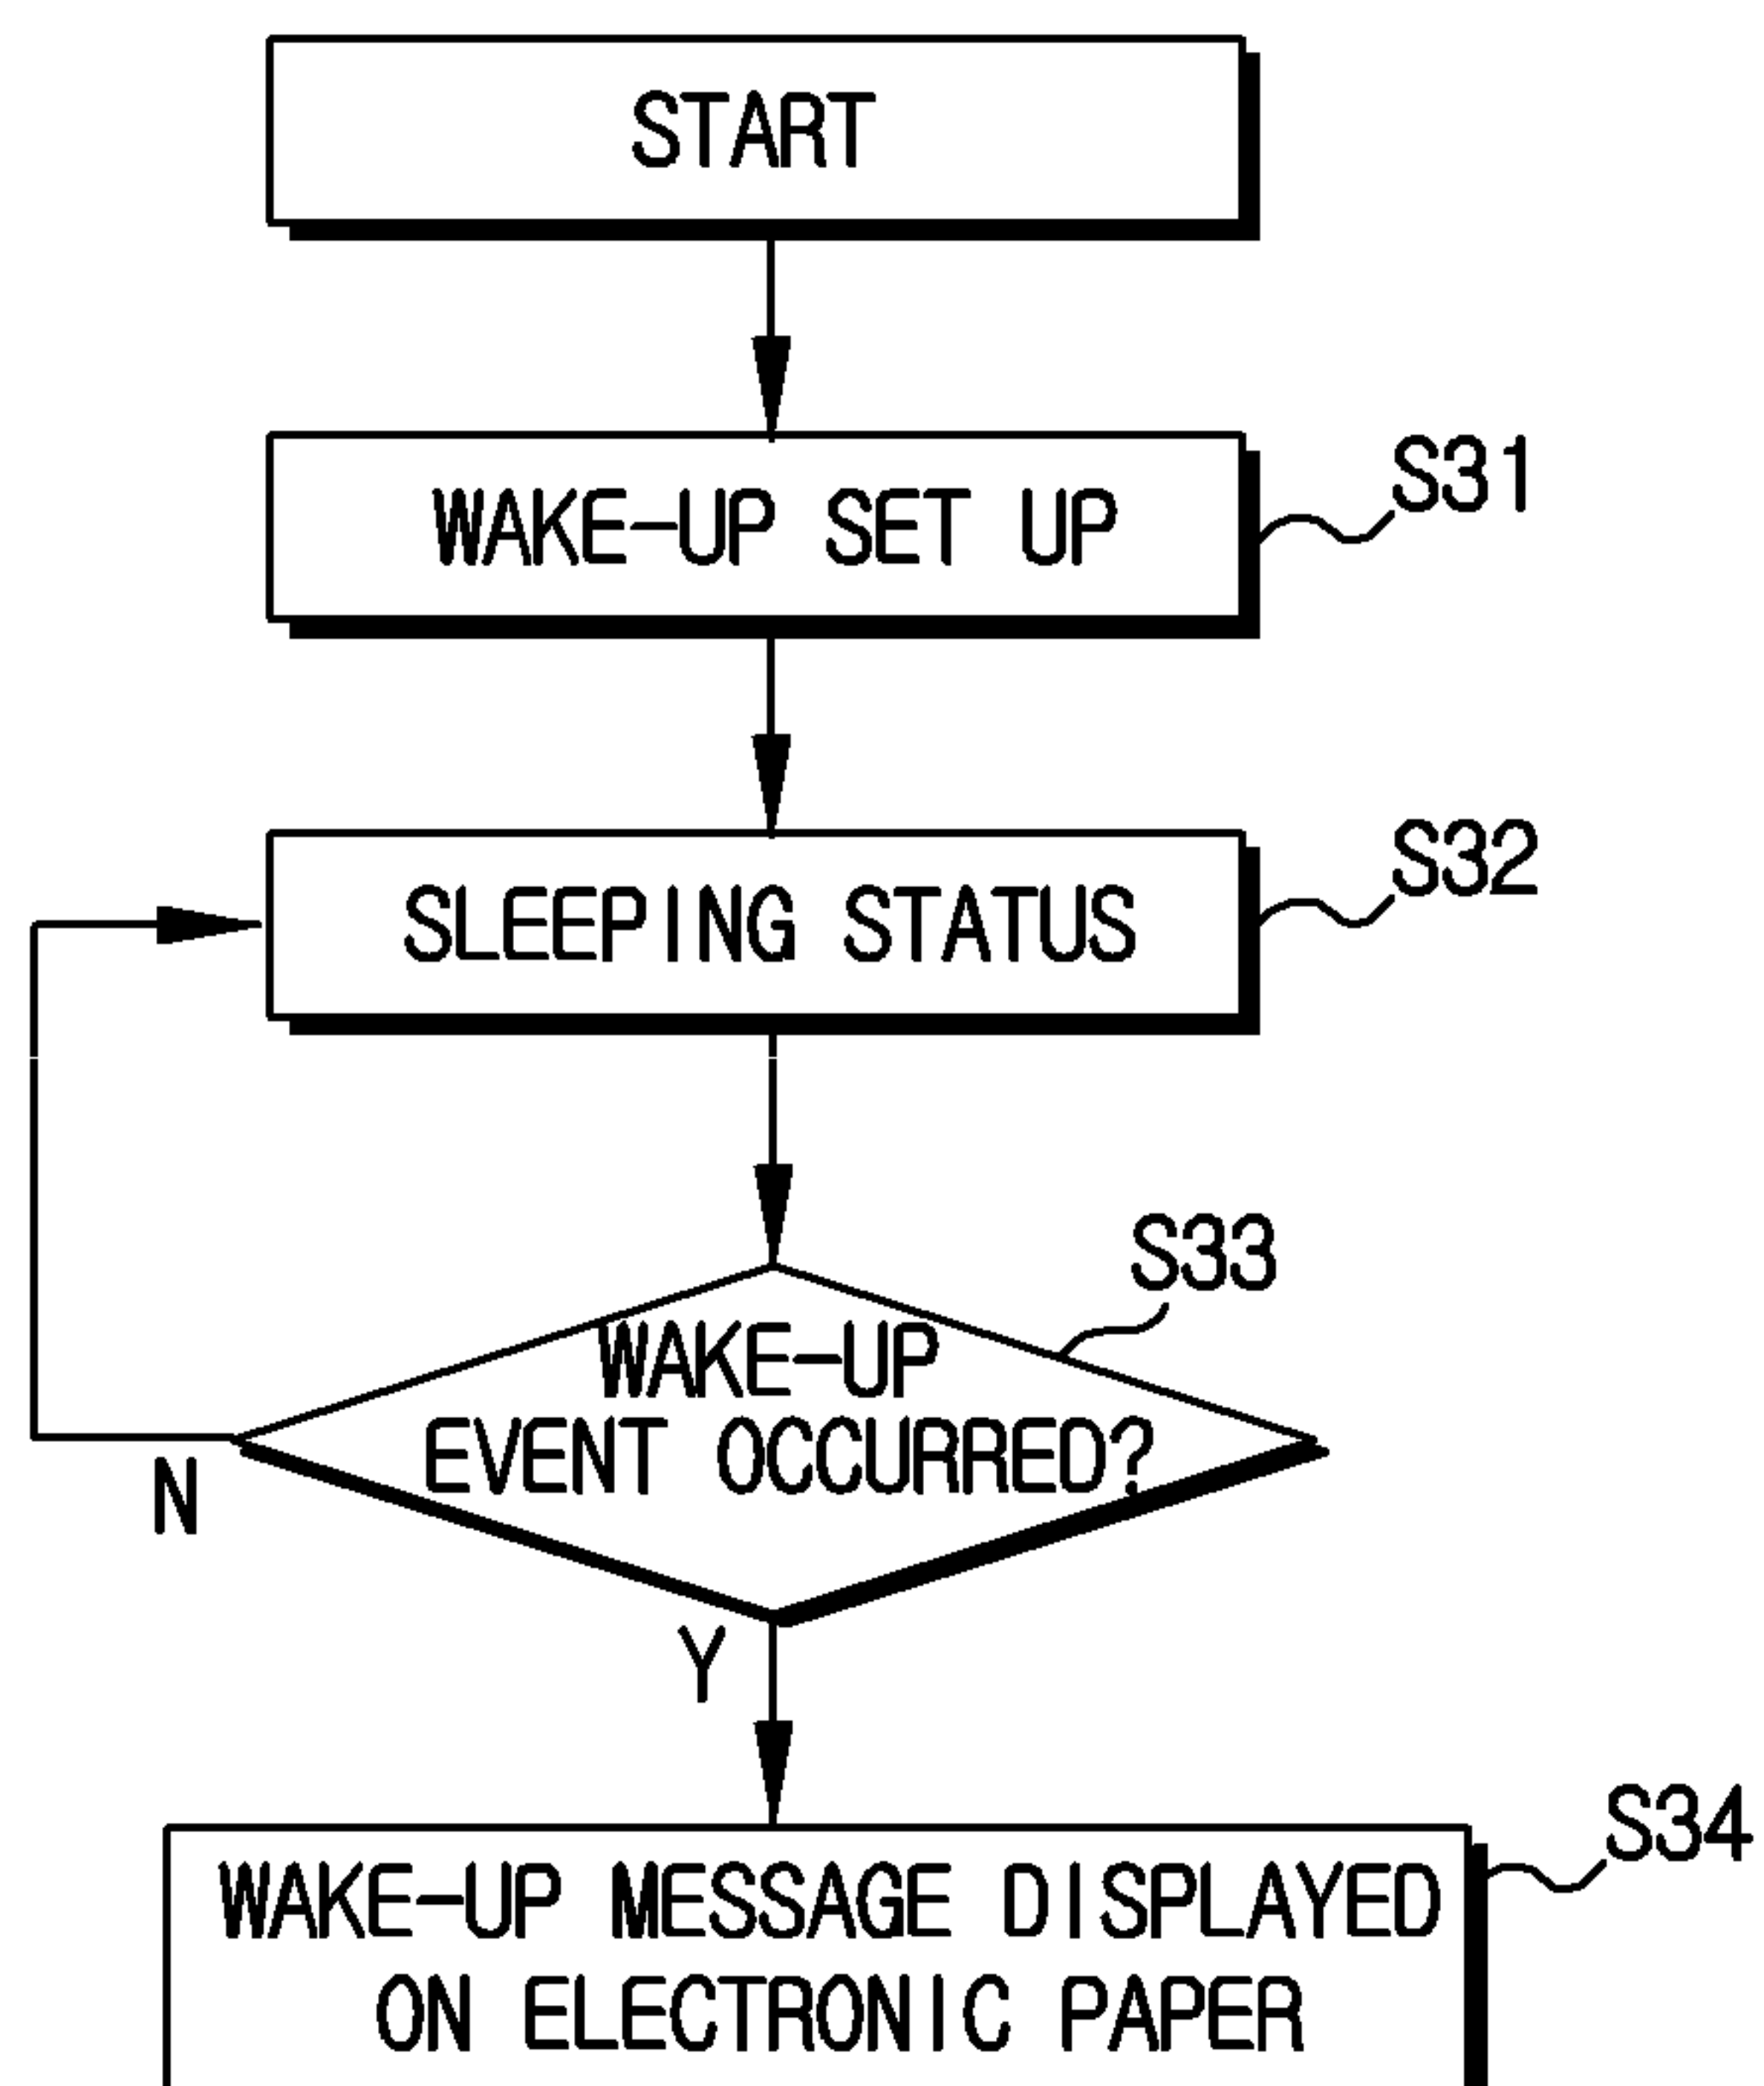 START
WAKE-UP SET UP
S31
SLEEPING STATUS
S32
S33
WAKE-UP
EVENT OCCURRED?
N
Y
S34
WAKE-UP MESSAGE DISPLAYED
ON ELECTRONIC PAPER